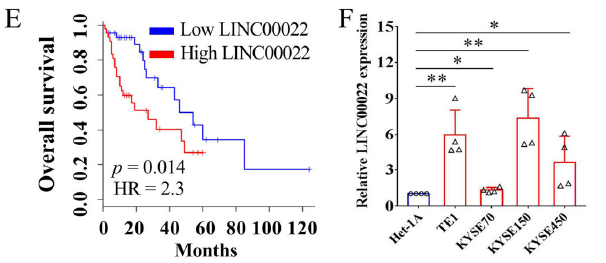 E
Overall survival
1.0
0.8
0.6
0.4
0.2
0.0
Low LINC00022
High LINC00022
p = 0.014
HR = 2.3
0 20 40 60 80 100 120
Months
F
Relative LINC00022 expression
15
12
9
6
3
0
*
**
*
**
Het-1A
TE1
KYSE70
KYSE150
KYSE450